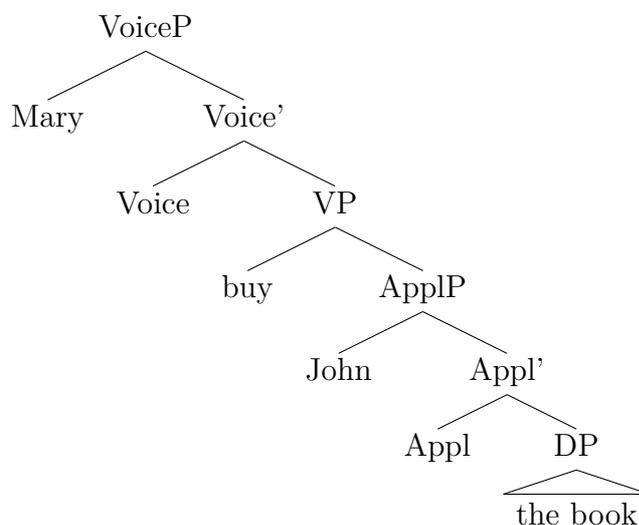 VoiceP
Mary Voice'
Voice VP
buy ApplP
John Appl'
Appl DP
the book